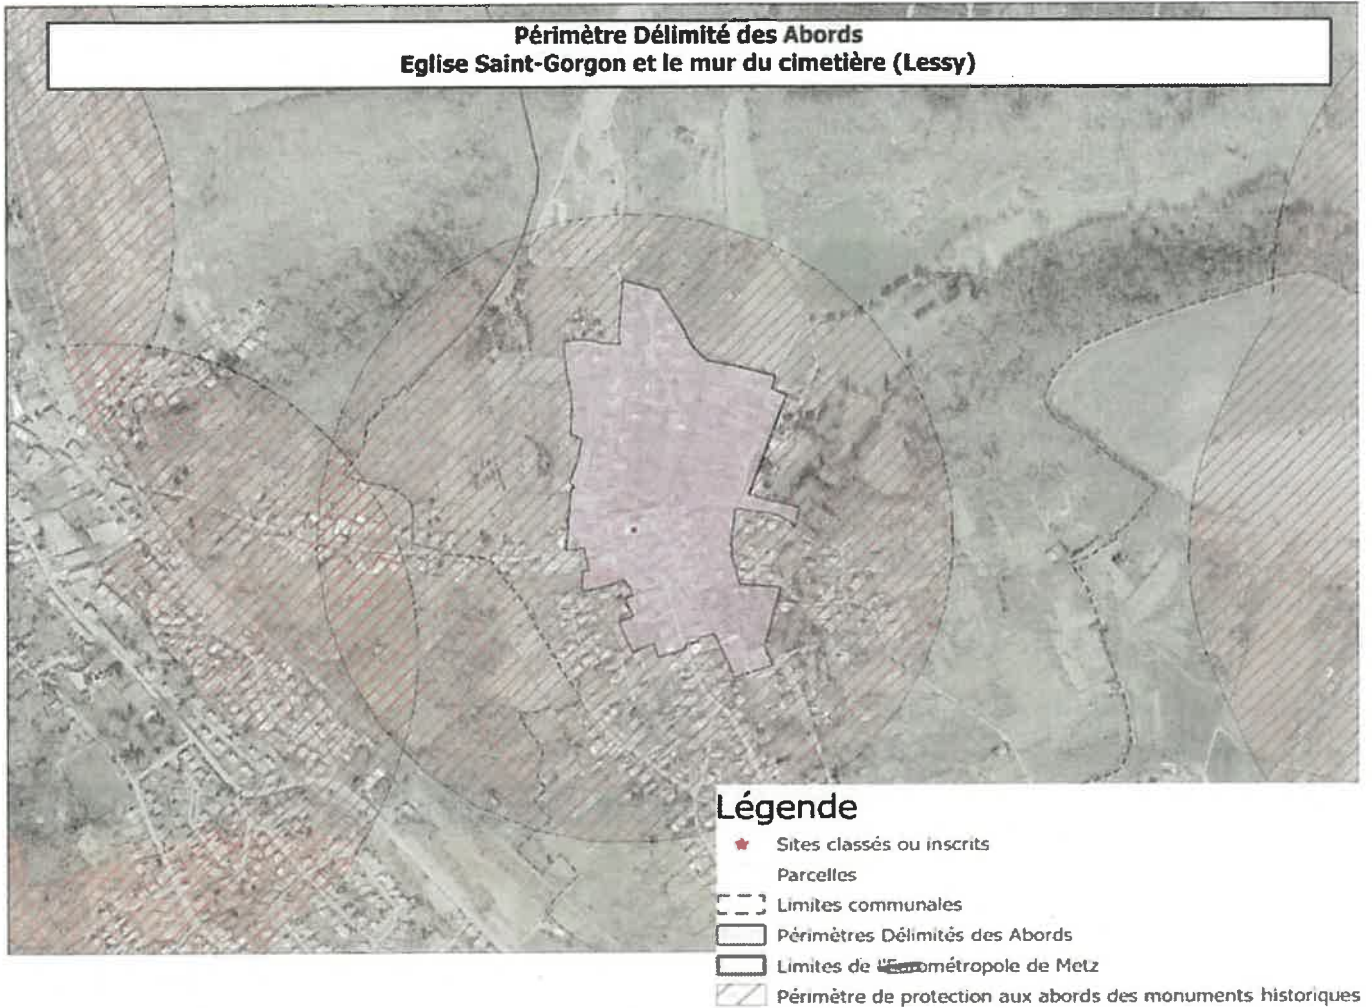 Périmètre Délimité des Abords
Eglise Saint-Gorgon et le mur du cimetière (Lessy)
Légende
Sites classés ou inscrits
Parcelles
Limites communales
Périmètres Délimités des Abords
Limites de l'Eurométropole de Metz
Périmètre de protection aux abords des monuments historiques